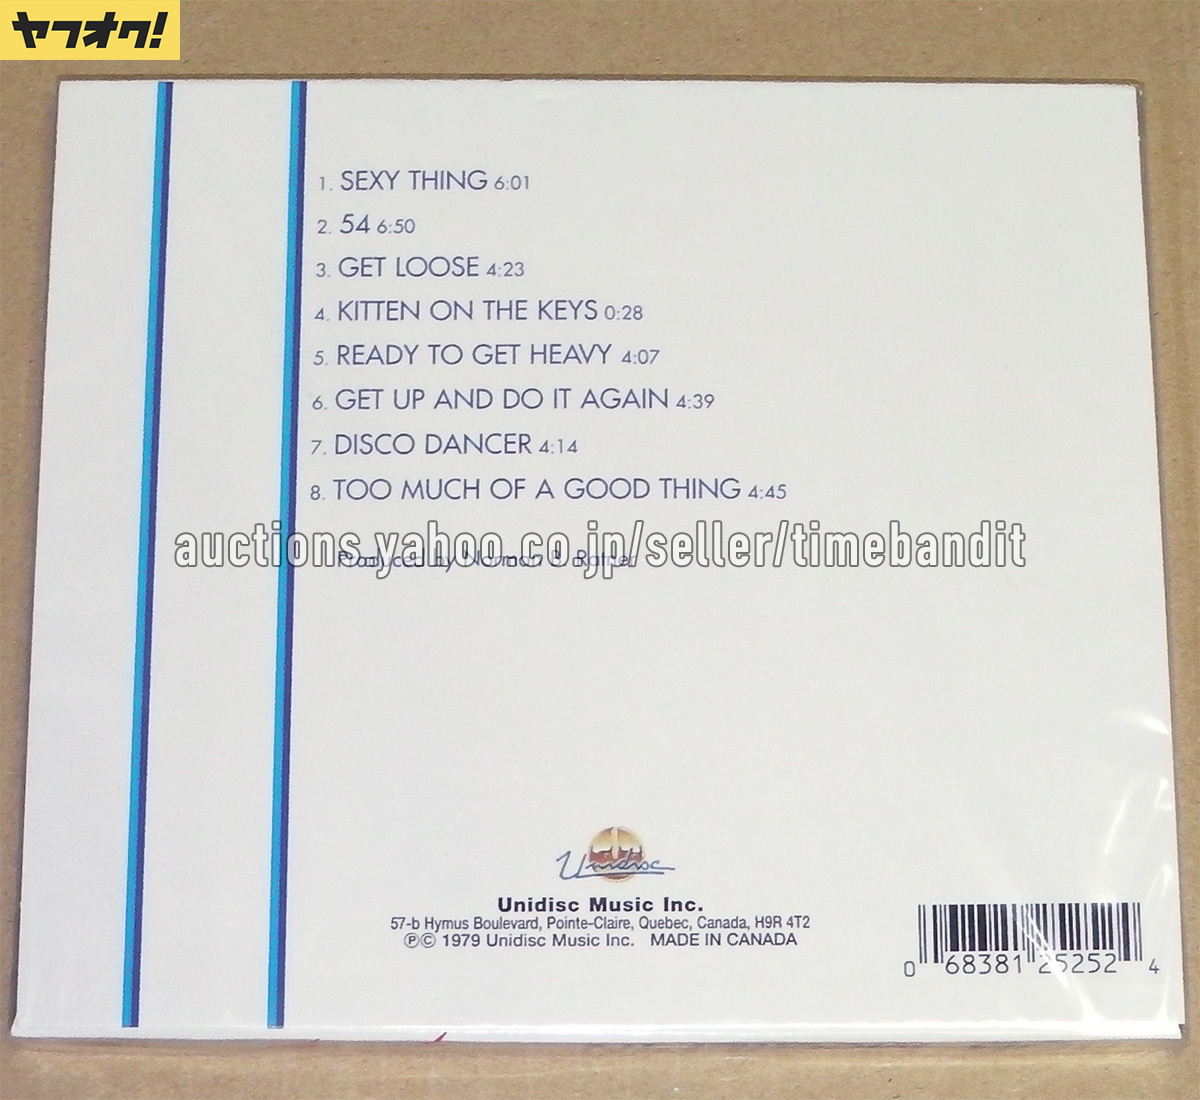 ヤフオク!
1. SEXY THING 6:01
2. 54 6:50
3. GET LOOSE 4:23
4. KITTEN ON THE KEYS 0:28
5. READY TO GET HEAVY 4:07
6. GET UP AND DO IT AGAIN 4:39
7. DISCO DANCER 4:14
8. TOO MUCH OF A GOOD THING 4:45
auctions.yahoo.co.jp/seller/timebandit
Produced by Norman B. Ratner
Unidisc
Unidisc Music Inc.
57-b Hymus Boulevard, Pointe-Claire, Quebec, Canada, H9R 4T2
℗© 1979 Unidisc Music Inc. MADE IN CANADA
0 68381 25252 4